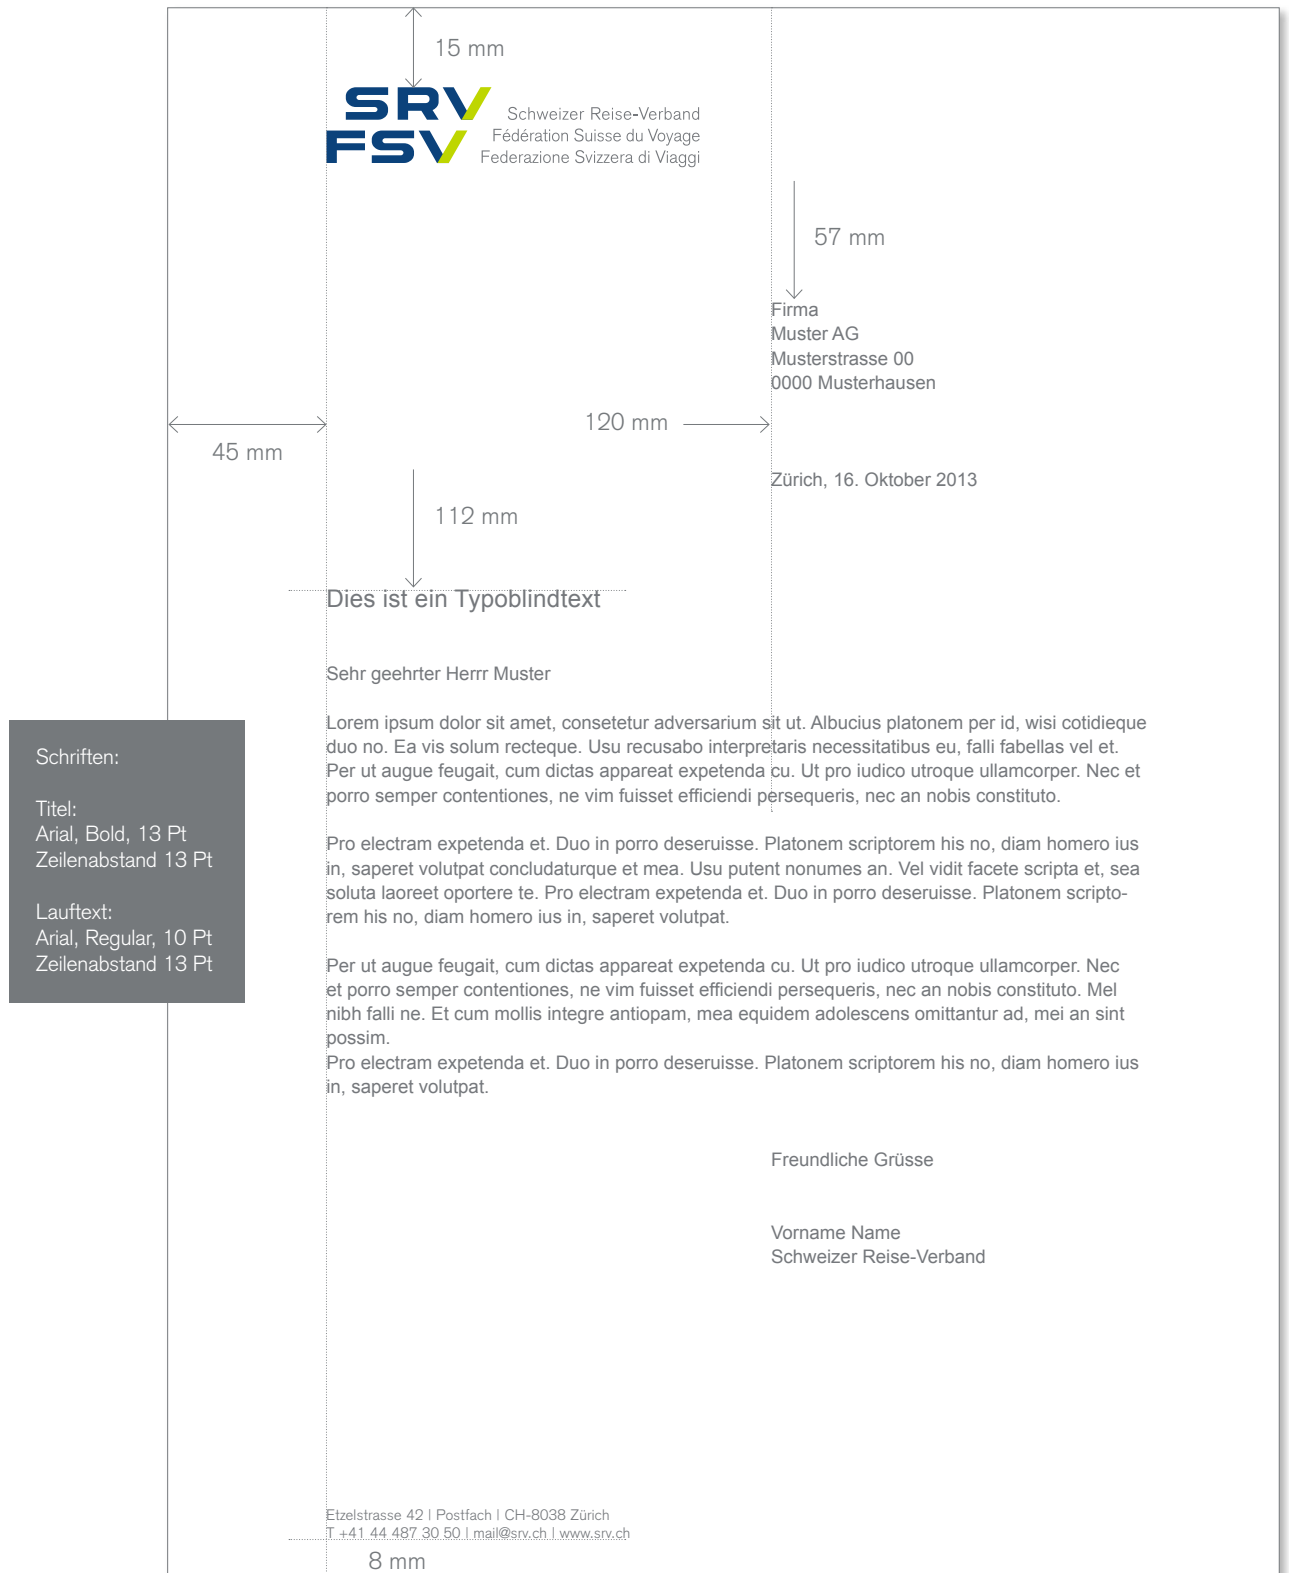 15 mm
SRV
FSV
Schweizer Reise-Verband
Fédération Suisse du Voyage
Federazione Svizzera di Viaggi
57 mm
Firma
Muster AG
Musterstrasse 00
0000 Musterhausen
120 mm
45 mm
Zürich, 16. Oktober 2013
112 mm
Dies ist ein Typoblindtext
Sehr geehrter Herrr Muster
Lorem ipsum dolor sit amet, consetetur adversarium sit ut. Albucius platonem per id, wisi cotidieque
duo no. Ea vis solum recteque. Usu recusabo interpretaris necessitatibus eu, falli fabellas vel et.
Per ut augue feugait, cum dictas appareat expetenda cu. Ut pro iudico utroque ullamcorper. Nec et
porro semper contentiones, ne vim fuisset efficiendi persequeris, nec an nobis constituto.
Pro electram expetenda et. Duo in porro deseruisse. Platonem scriptorem his no, diam homero ius
in, saperet volutpat concludaturque et mea. Usu putent nonumes an. Vel vidit facete scripta et, sea
soluta laoreet oportere te. Pro electram expetenda et. Duo in porro deseruisse. Platonem scripto-
rem his no, diam homero ius in, saperet volutpat.
Per ut augue feugait, cum dictas appareat expetenda cu. Ut pro iudico utroque ullamcorper. Nec
et porro semper contentiones, ne vim fuisset efficiendi persequeris, nec an nobis constituto. Mel
nibh falli ne. Et cum mollis integre antiopam, mea equidem adolescens omittantur ad, mei an sint
possim.
Pro electram expetenda et. Duo in porro deseruisse. Platonem scriptorem his no, diam homero ius
in, saperet volutpat.
Schriften:
Titel:
Arial, Bold, 13 Pt
Zeilenabstand 13 Pt
Lauftext:
Arial, Regular, 10 Pt
Zeilenabstand 13 Pt
Freundliche Grüsse
Vorname Name
Schweizer Reise-Verband
Etzelstrasse 42 | Postfach | CH-8038 Zürich
T +41 44 487 30 50 | mail@srv.ch | www.srv.ch
8 mm